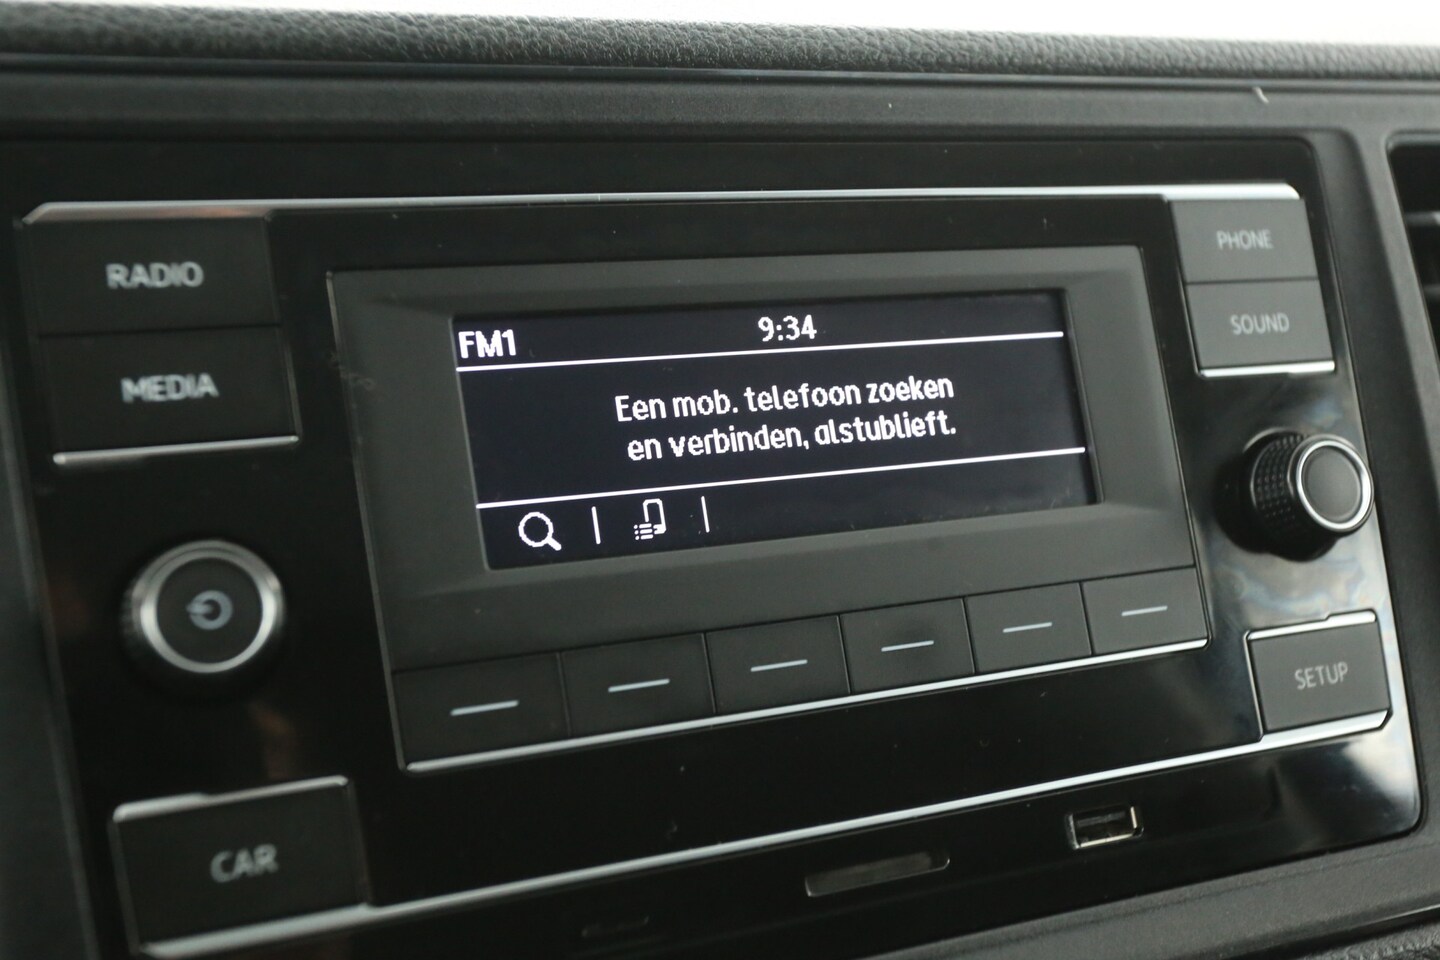 RADIO
MEDIA
FM1 9:34
Een mob. telefoon zoeken
en verbinden, alstublieft.
PHONE
SOUND
SETUP
CAR